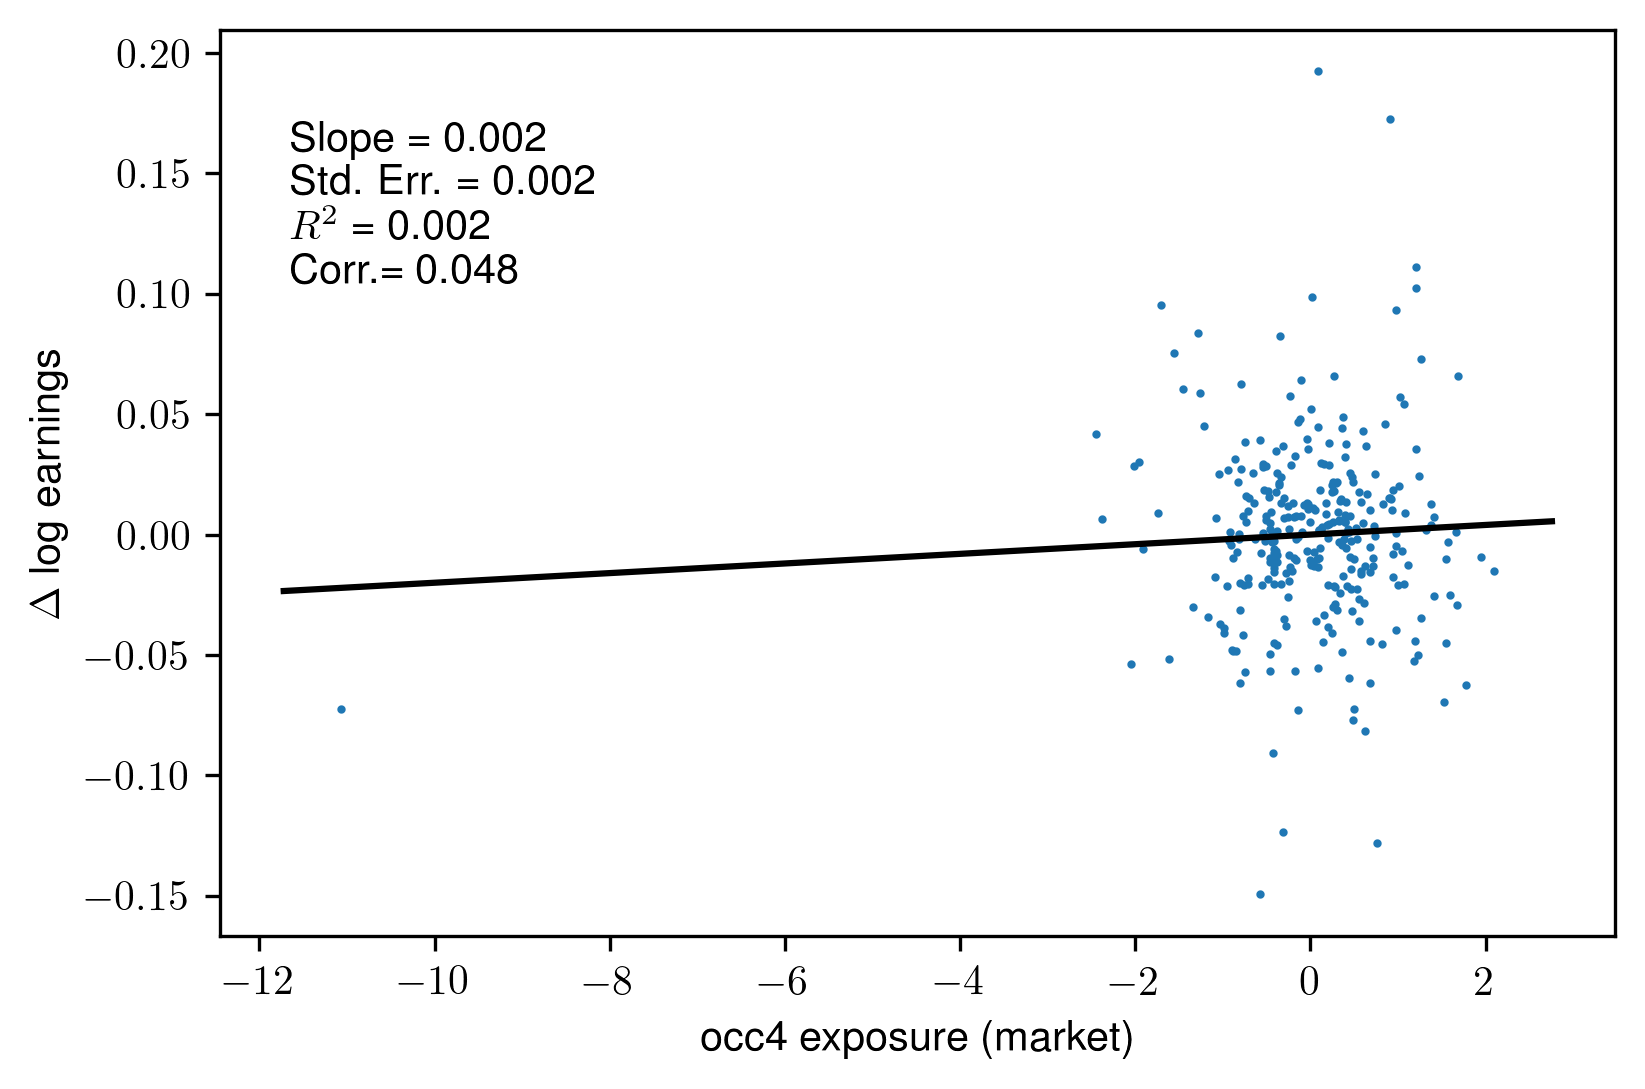 0.20
0.15
0.10
0.05
0.00
−0.05
−0.10
−0.15
Δ log earnings
Slope = 0.002
Std. Err. = 0.002
R² = 0.002
Corr.= 0.048
−12 −10 −8 −6 −4 −2 0 2
occ4 exposure (market)